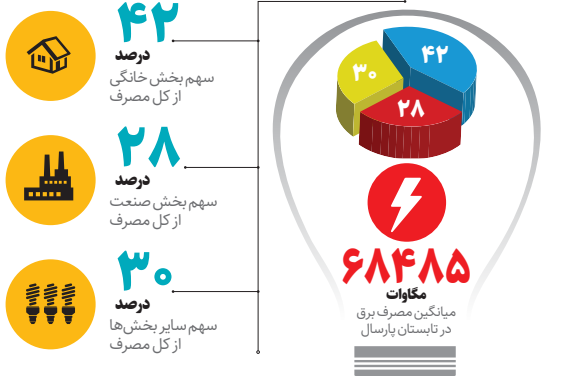 ۴۲
درصد
سهم بخش خانگی
از کل مصرف
۲۸
درصد
سهم بخش صنعت
از کل مصرف
۳۰
درصد
سهم سایر بخش‌ها
از کل مصرف
۴۲
۳۰
۲۸
۶۸۴۸۵
مگاوات
میانگین مصرف برق
در تابستان پارسال